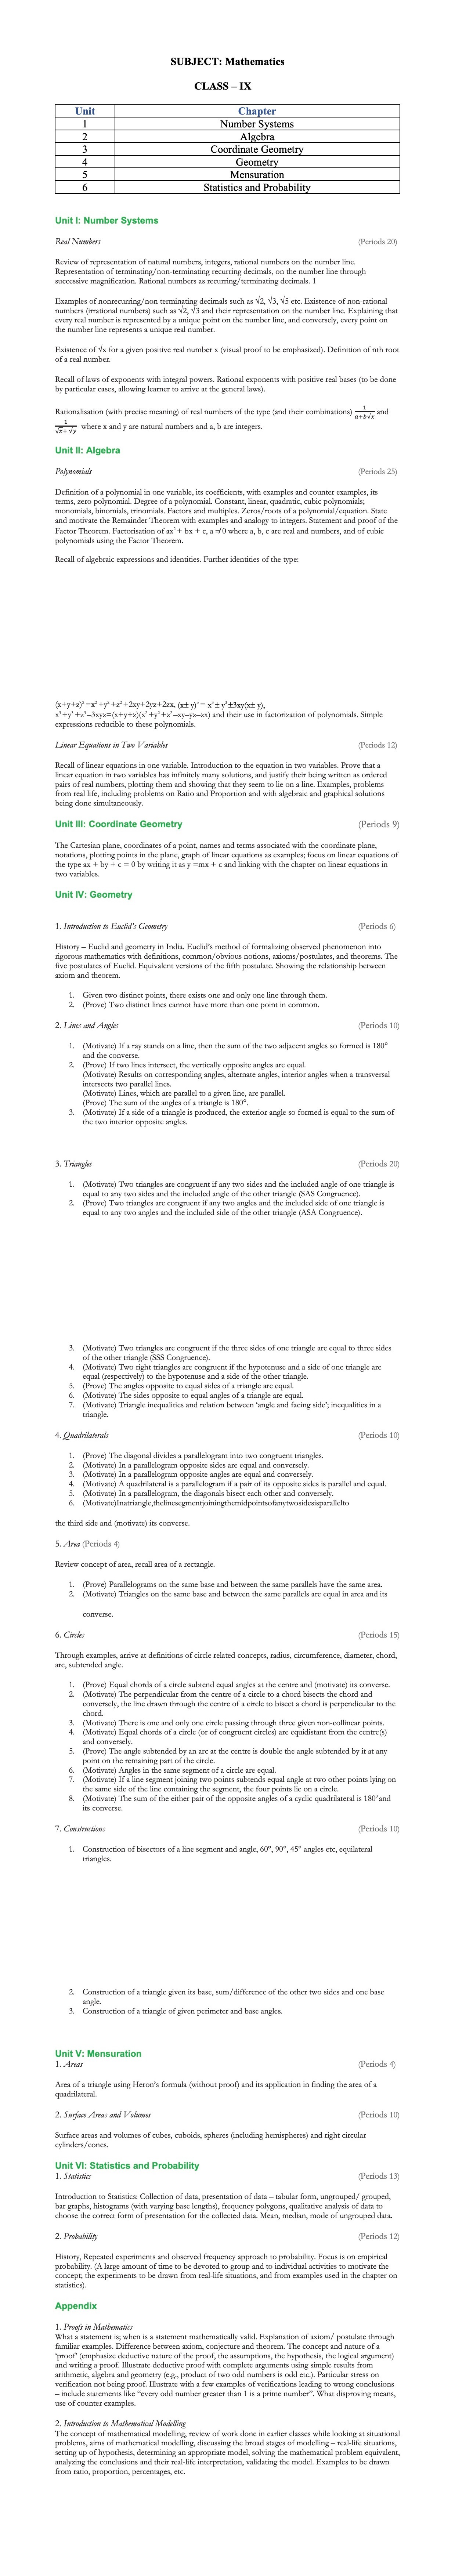 SUBJECT: Mathematics
CLASS – IX
Unit Chapter
1 Number Systems
2 Algebra
3 Coordinate Geometry
4 Geometry
5 Mensuration
6 Statistics and Probability
Unit I: Number Systems
Real Numbers (Periods 20)
Review of representation of natural numbers, integers, rational numbers on the number line.
Representation of terminating/non-terminating recurring decimals, on the number line through
successive magnification. Rational numbers as recurring/terminating decimals. 1
Examples of nonrecurring/non terminating decimals such as √2, √3, √5 etc. Existence of non-rational
numbers (irrational numbers) such as √2, √3 and their representation on the number line. Explaining that
every real number is represented by a unique point on the number line, and conversely, every point on
the number line represents a unique real number.
Existence of √x for a given positive real number x (visual proof to be emphasized). Definition of nth root
of a real number.
Recall of laws of exponents with integral powers. Rational exponents with positive real bases (to be done
by particular cases, allowing learner to arrive at the general laws).
Rationalisation (with precise meaning) of real numbers of the type (and their combinations) 1/(a+b√x) and
1/(√x+√y) where x and y are natural numbers and a, b are integers.
Unit II: Algebra
Polynomials (Periods 25)
Definition of a polynomial in one variable, its coefficients, with examples and counter examples, its
terms, zero polynomial. Degree of a polynomial. Constant, linear, quadratic, cubic polynomials;
monomials, binomials, trinomials. Factors and multiples. Zeros/roots of a polynomial/equation. State
and motivate the Remainder Theorem with examples and analogy to integers. Statement and proof of the
Factor Theorem. Factorisation of ax² + bx + c, a ≠ 0 where a, b, c are real and numbers, and of cubic
polynomials using the Factor Theorem.
Recall of algebraic expressions and identities. Further identities of the type:
(x+y+z)² =x² +y² +z² +2xy+2yz+2zx, (x± y)³ = x³ ± y³ ±3xy(x± y),
x³ +y³ +z³ –3xyz=(x+y+z)(x² +y² +z² –xy–yz–zx) and their use in factorization of polynomials. Simple
expressions reducible to these polynomials.
Linear Equations in Two Variables (Periods 12)
Recall of linear equations in one variable. Introduction to the equation in two variables. Prove that a
linear equation in two variables has infinitely many solutions, and justify their being written as ordered
pairs of real numbers, plotting them and showing that they seem to lie on a line. Examples, problems
from real life, including problems on Ratio and Proportion and with algebraic and graphical solutions
being done simultaneously.
Unit III: Coordinate Geometry (Periods 9)
The Cartesian plane, coordinates of a point, names and terms associated with the coordinate plane,
notations, plotting points in the plane, graph of linear equations as examples; focus on linear equations of
the type ax + by + c = 0 by writing it as y =mx + c and linking with the chapter on linear equations in
two variables.
Unit IV: Geometry
1. Introduction to Euclid's Geometry (Periods 6)
History – Euclid and geometry in India. Euclid's method of formalizing observed phenomenon into
rigorous mathematics with definitions, common/obvious notions, axioms/postulates, and theorems. The
five postulates of Euclid. Equivalent versions of the fifth postulate. Showing the relationship between
axiom and theorem.
1. Given two distinct points, there exists one and only one line through them.
2. (Prove) Two distinct lines cannot have more than one point in common.
2. Lines and Angles (Periods 10)
1. (Motivate) If a ray stands on a line, then the sum of the two adjacent angles so formed is 180°
and the converse.
2. (Prove) If two lines intersect, the vertically opposite angles are equal.
(Motivate) Results on corresponding angles, alternate angles, interior angles when a transversal
intersects two parallel lines.
(Motivate) Lines, which are parallel to a given line, are parallel.
(Prove) The sum of the angles of a triangle is 180°.
3. (Motivate) If a side of a triangle is produced, the exterior angle so formed is equal to the sum of
the two interior opposite angles.
3. Triangles (Periods 20)
1. (Motivate) Two triangles are congruent if any two sides and the included angle of one triangle is
equal to any two sides and the included angle of the other triangle (SAS Congruence).
2. (Prove) Two triangles are congruent if any two angles and the included side of one triangle is
equal to any two angles and the included side of the other triangle (ASA Congruence).
3. (Motivate) Two triangles are congruent if the three sides of one triangle are equal to three sides
of the other triangle (SSS Congruence).
4. (Motivate) Two right triangles are congruent if the hypotenuse and a side of one triangle are
equal (respectively) to the hypotenuse and a side of the other triangle.
5. (Prove) The angles opposite to equal sides of a triangle are equal.
6. (Motivate) The sides opposite to equal angles of a triangle are equal.
7. (Motivate) Triangle inequalities and relation between 'angle and facing side'; inequalities in a
triangle.
4. Quadrilaterals (Periods 10)
1. (Prove) The diagonal divides a parallelogram into two congruent triangles.
2. (Motivate) In a parallelogram opposite sides are equal and conversely.
3. (Motivate) In a parallelogram opposite angles are equal and conversely.
4. (Motivate) A quadrilateral is a parallelogram if a pair of its opposite sides is parallel and equal.
5. (Motivate) In a parallelogram, the diagonals bisect each other and conversely.
6. (Motivate)Inatriangle,thelinesegmentjoiningthemidpointsofanytwosidesisparallelto
the third side and (motivate) its converse.
5. Area (Periods 4)
Review concept of area, recall area of a rectangle.
1. (Prove) Parallelograms on the same base and between the same parallels have the same area.
2. (Motivate) Triangles on the same base and between the same parallels are equal in area and its
converse.
6. Circles (Periods 15)
Through examples, arrive at definitions of circle related concepts, radius, circumference, diameter, chord,
arc, subtended angle.
1. (Prove) Equal chords of a circle subtend equal angles at the centre and (motivate) its converse.
2. (Motivate) The perpendicular from the centre of a circle to a chord bisects the chord and
conversely, the line drawn through the centre of a circle to bisect a chord is perpendicular to the
chord.
3. (Motivate) There is one and only one circle passing through three given non-collinear points.
4. (Motivate) Equal chords of a circle (or of congruent circles) are equidistant from the centre(s)
and conversely.
5. (Prove) The angle subtended by an arc at the centre is double the angle subtended by it at any
point on the remaining part of the circle.
6. (Motivate) Angles in the same segment of a circle are equal.
7. (Motivate) If a line segment joining two points subtends equal angle at two other points lying on
the same side of the line containing the segment, the four points lie on a circle.
8. (Motivate) The sum of the either pair of the opposite angles of a cyclic quadrilateral is 180° and
its converse.
7. Constructions (Periods 10)
1. Construction of bisectors of a line segment and angle, 60°, 90°, 45° angles etc, equilateral
triangles.
2. Construction of a triangle given its base, sum/difference of the other two sides and one base
angle.
3. Construction of a triangle of given perimeter and base angles.
Unit V: Mensuration
1. Areas (Periods 4)
Area of a triangle using Heron's formula (without proof) and its application in finding the area of a
quadrilateral.
2. Surface Areas and Volumes (Periods 10)
Surface areas and volumes of cubes, cuboids, spheres (including hemispheres) and right circular
cylinders/cones.
Unit VI: Statistics and Probability
1. Statistics (Periods 13)
Introduction to Statistics: Collection of data, presentation of data – tabular form, ungrouped/ grouped,
bar graphs, histograms (with varying base lengths), frequency polygons, qualitative analysis of data to
choose the correct form of presentation for the collected data. Mean, median, mode of ungrouped data.
2. Probability (Periods 12)
History, Repeated experiments and observed frequency approach to probability. Focus is on empirical
probability. (A large amount of time to be devoted to group and to individual activities to motivate the
concept; the experiments to be drawn from real-life situations, and from examples used in the chapter on
statistics).
Appendix
1. Proofs in Mathematics
What a statement is; when is a statement mathematically valid. Explanation of axiom/ postulate through
familiar examples. Difference between axiom, conjecture and theorem. The concept and nature of a
'proof' (emphasize deductive nature of the proof, the assumptions, the hypothesis, the logical argument)
and writing a proof. Illustrate deductive proof with complete arguments using simple results from
arithmetic, algebra and geometry (e.g., product of two odd numbers is odd etc.). Particular stress on
verification not being proof. Illustrate with a few examples of verifications leading to wrong conclusions
– include statements like "every odd number greater than 1 is a prime number". What disproving means,
use of counter examples.
2. Introduction to Mathematical Modelling
The concept of mathematical modelling, review of work done in earlier classes while looking at situational
problems, aims of mathematical modelling, discussing the broad stages of modelling – real-life situations,
setting up of hypothesis, determining an appropriate model, solving the mathematical problem equivalent,
analyzing the conclusions and their real-life interpretation, validating the model. Examples to be drawn
from ratio, proportion, percentages, etc.